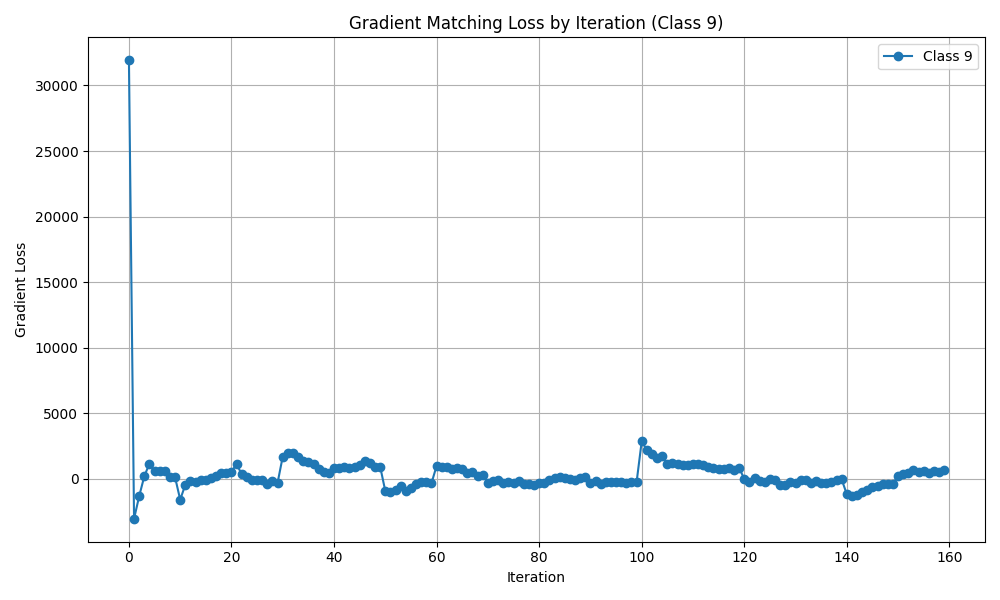 Gradient Matching Loss by Iteration (Class 9)
Class 9
Gradient Loss
30000
25000
20000
15000
10000
5000
0
0 20 40 60 80 100 120 140 160
Iteration